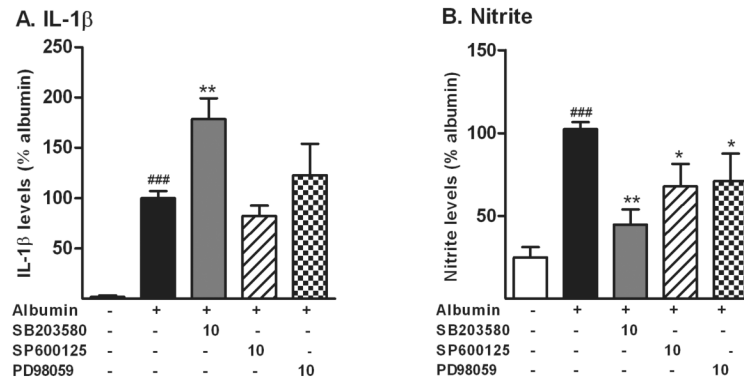 A. IL-1β
250
200
150
100
50
IL-1β levels (% albumin)
###
**
Albumin - + + + +
SB203580 - - 10 - -
SP600125 - - - 10 -
PD98059 - - - - 10
B. Nitrite
150
100
50
Nitrite levels (% albumin)
###
**
*
*
Albumin - + + + +
SB203580 - - 10 - -
SP600125 - - - 10 -
PD98059 - - - - 10